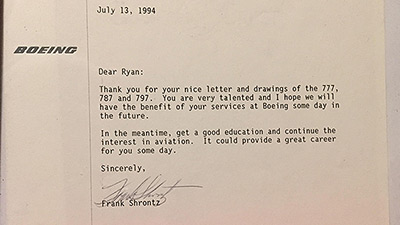 July 13, 1994
BOEING
Dear Ryan:
Thank you for your nice letter and drawings of the 777,
787 and 797. You are very talented and I hope we will
have the benefit of your services at Boeing some day in
the future.
In the meantime, get a good education and continue the
interest in aviation. It could provide a great career
for you some day.
Sincerely,
Frank Shrontz
Frank Shrontz